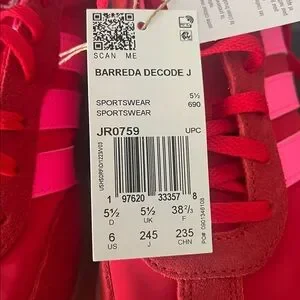 SCAN ME
BARREDA DECODE J
SPORTSWEAR 5½
SPORTSWEAR 690
JR0759 UPC
1 97620 33357 8
5½ 5½ 38⅔
D UK F
6 245 235
US J CHN